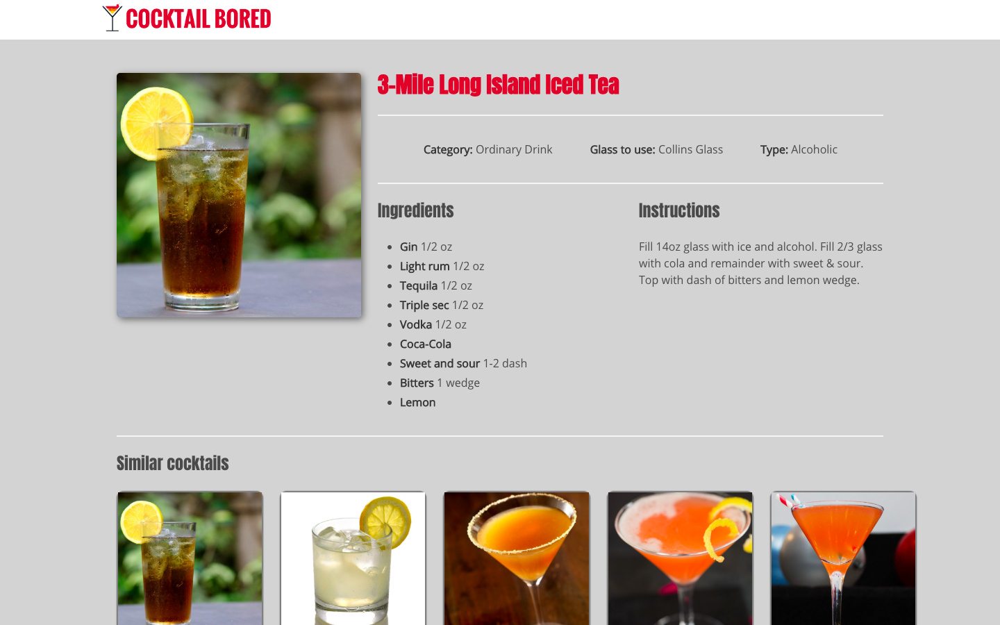 COCKTAIL BORED
3-Mile Long Island Iced Tea
Category: Ordinary Drink
Glass to use: Collins Glass
Type: Alcoholic
Ingredients
Gin 1/2 oz
Light rum 1/2 oz
Tequila 1/2 oz
Triple sec 1/2 oz
Vodka 1/2 oz
Coca-Cola
Sweet and sour 1-2 dash
Bitters 1 wedge
Lemon
Instructions
Fill 14oz glass with ice and alcohol. Fill 2/3 glass
with cola and remainder with sweet & sour.
Top with dash of bitters and lemon wedge.
Similar cocktails